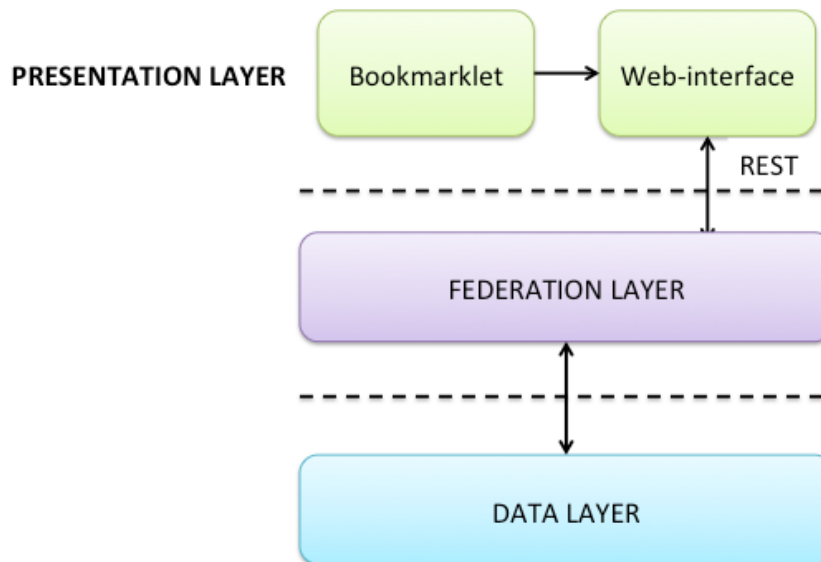 PRESENTATION LAYER
Bookmarklet
Web-interface
REST
FEDERATION LAYER
DATA LAYER